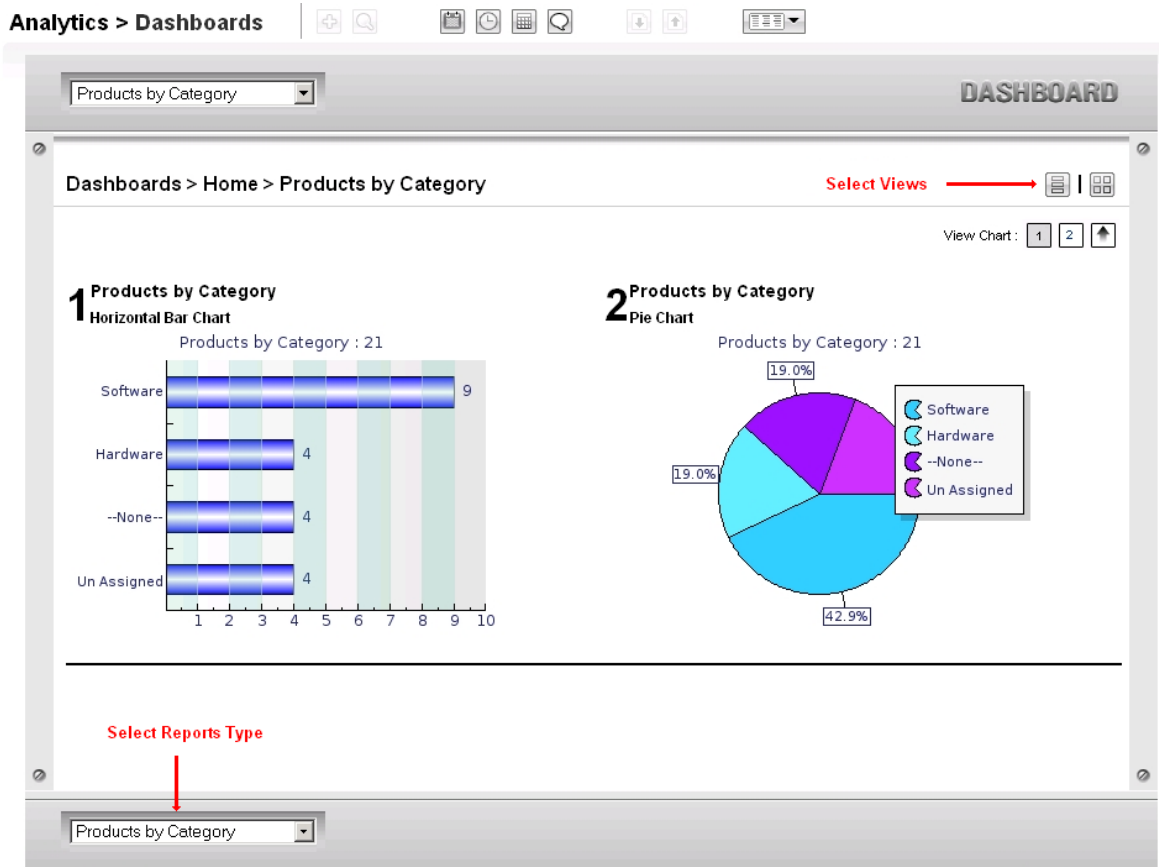 Analytics > Dashboards
Products by Category
DASHBOARD
Dashboards > Home > Products by Category
Select Views
View Chart : 1 2
1 Products by Category
Horizontal Bar Chart
Products by Category : 21
Software 9
Hardware 4
--None-- 4
Un Assigned 4
1 2 3 4 5 6 7 8 9 10
2 Products by Category
Pie Chart
Products by Category : 21
19.0%
19.0%
42.9%
Software
Hardware
--None--
Un Assigned
Select Reports Type
Products by Category